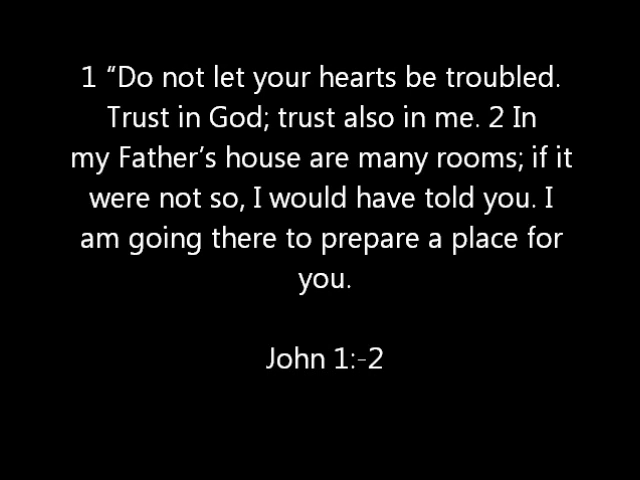 1 “Do not let your hearts be troubled.
Trust in God; trust also in me. 2 In
my Father’s house are many rooms; if it
were not so, I would have told you. I
am going there to prepare a place for
you.
John 1:-2